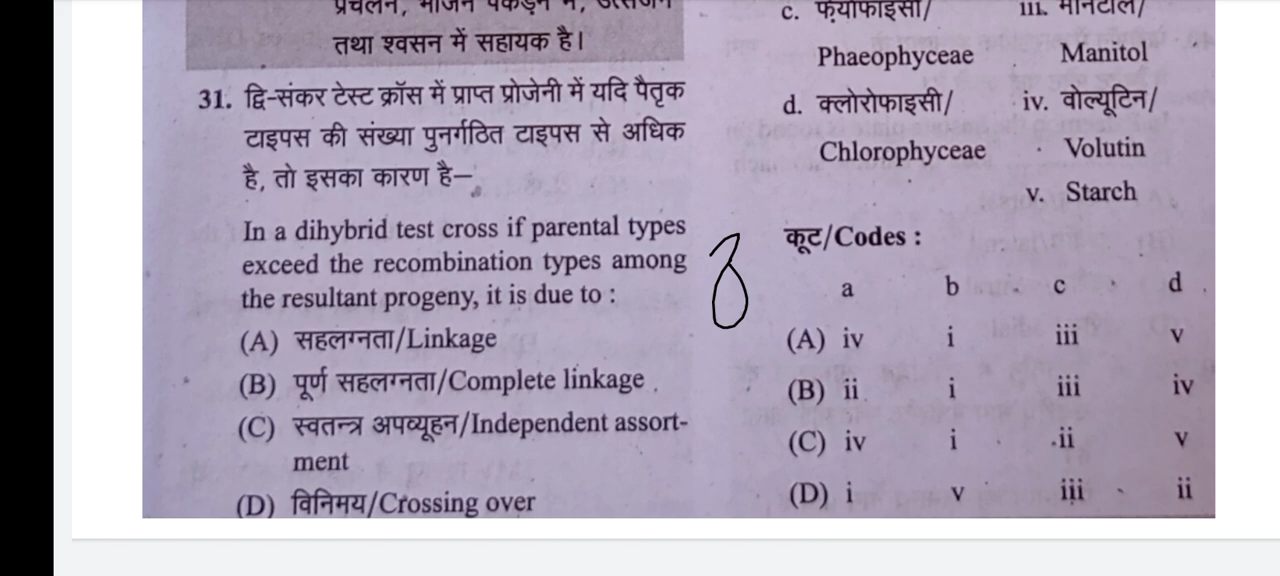 तथा श्वसन में सहायक है।
31. द्वि-संकर टेस्ट क्रॉस में प्राप्त प्रोजेनी में यदि पैतृक
टाइपस की संख्या पुनर्गठित टाइपस से अधिक
है, तो इसका कारण है–
In a dihybrid test cross if parental types
exceed the recombination types among
the resultant progeny, it is due to :
(A) सहलग्नता/Linkage
(B) पूर्ण सहलग्नता/Complete linkage
(C) स्वतन्त्र अपव्यूहन/Independent assort-
ment
(D) विनिमय/Crossing over
c. फ़ेयोफाइसी/ iii. मानिटाल/
Phaeophyceae Manitol
d. क्लोरोफाइसी/ iv. वोल्यूटिन/
Chlorophyceae Volutin
v. Starch
कूट/Codes :
a b c d
(A) iv i iii v
(B) ii i iii iv
(C) iv i ii v
(D) i v iii ii